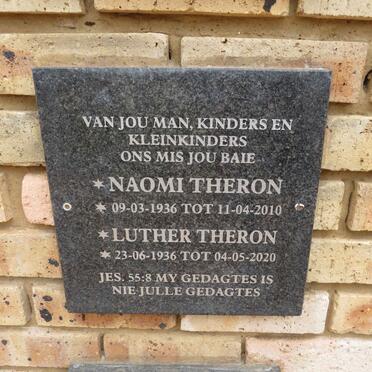 VAN JOU MAN, KINDERS EN
KLEINKINDERS
ONS MIS JOU BAIE
* NAOMI THERON
* 09-03-1936 TOT 11-04-2010
* LUTHER THERON
* 23-06-1936 TOT 04-05-2020
JES. 55:8 MY GEDAGTES IS
NIE JULLE GEDAGTES